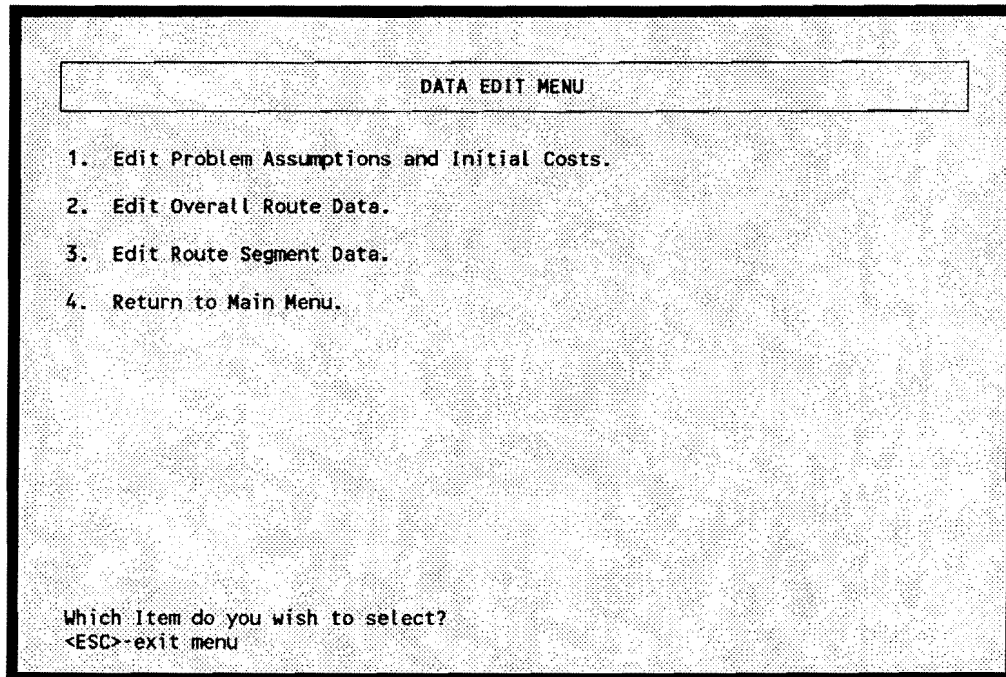 DATA EDIT MENU
1. Edit Problem Assumptions and Initial Costs.
2. Edit Overall Route Data.
3. Edit Route Segment Data.
4. Return to Main Menu.
Which Item do you wish to select?
<ESC>-exit menu